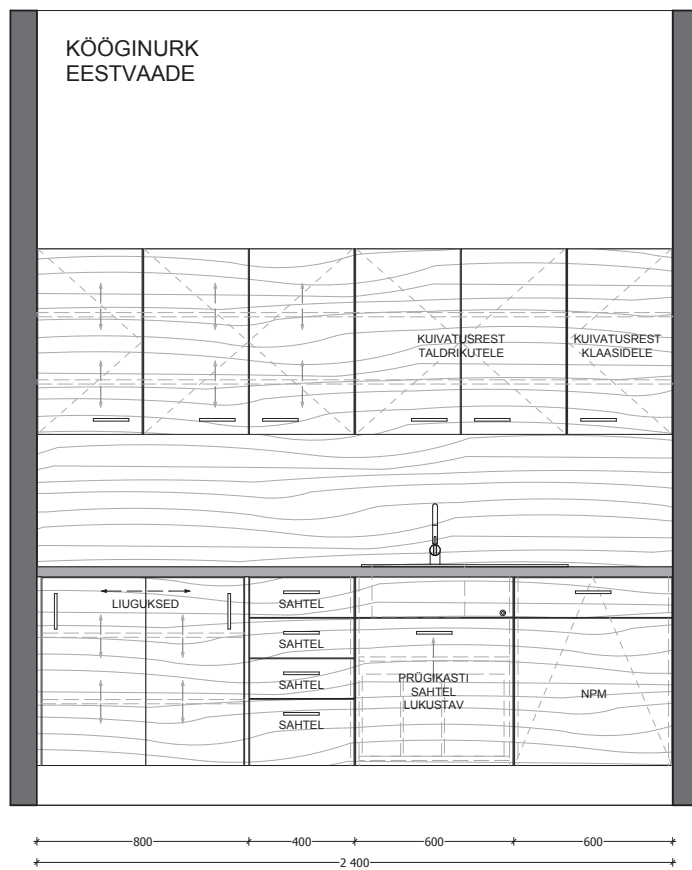 KÖÖGINURK
EESTVAADE
KUIVATUSREST
TALDRIKUTELE
KUIVATUSREST
KLAASIDELE
LIUGUKSED
SAHTEL
SAHTEL
SAHTEL
SAHTEL
PRÜGIKASTI
SAHTEL
LUKUSTAV
NPM
800
400
600
600
2 400